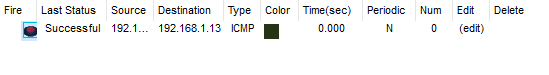 Fire Last Status Source Destination Type Color Time(sec) Periodic Num Edit Delete
Successful 192.1... 192.168.1.13 ICMP 0.000 N 0 (edit)